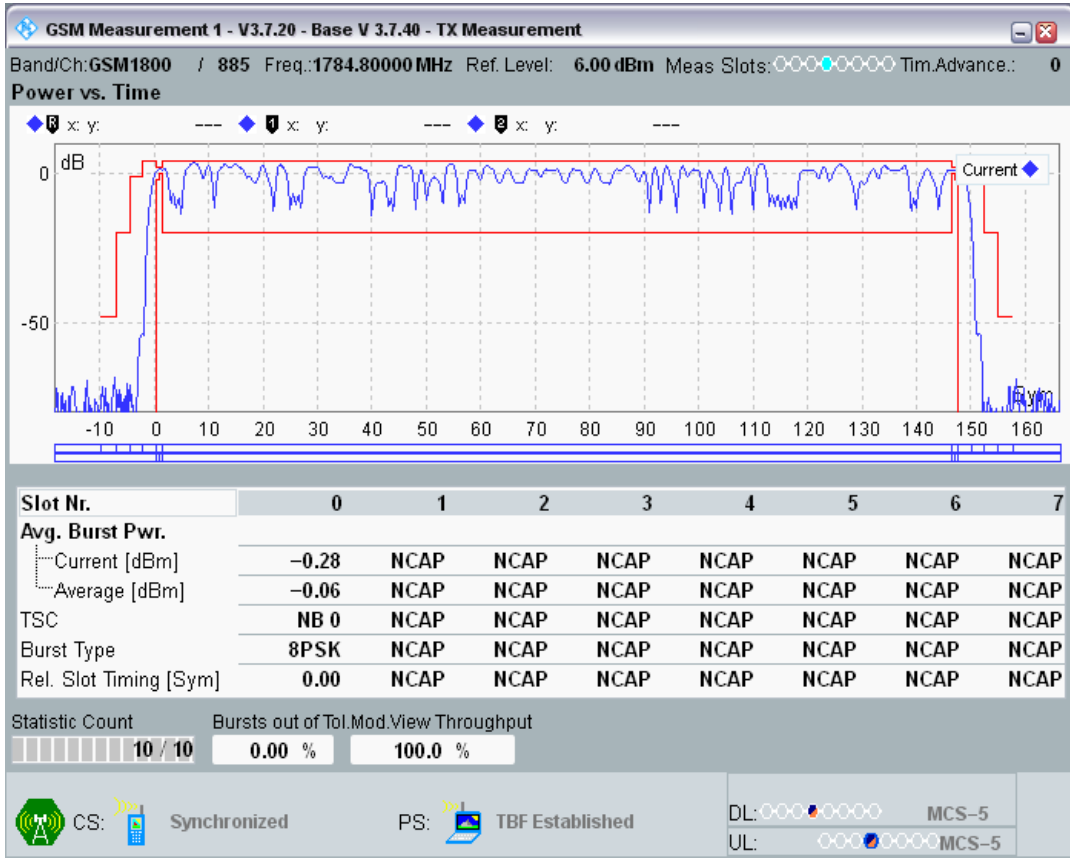 GSM Measurement 1 - V3.7.20 - Base V 3.7.40 - TX Measurement
Band/Ch:GSM1800 / 885 Freq.:1784.80000 MHz Ref. Level: 6.00 dBm Meas Slots: Tim.Advance.: 0
Power vs. Time
R x: y: --- 1 x: y: --- 2 x: y: ---
dB
Current
0
-50
Sym
-10 0 10 20 30 40 50 60 70 80 90 100 110 120 130 140 150 160
Slot Nr. 0 1 2 3 4 5 6 7
Avg. Burst Pwr.
Current [dBm] −0.28 NCAP NCAP NCAP NCAP NCAP NCAP NCAP
Average [dBm] −0.06 NCAP NCAP NCAP NCAP NCAP NCAP NCAP
TSC NB 0 NCAP NCAP NCAP NCAP NCAP NCAP NCAP
Burst Type 8PSK NCAP NCAP NCAP NCAP NCAP NCAP NCAP
Rel. Slot Timing [Sym] 0.00 NCAP NCAP NCAP NCAP NCAP NCAP NCAP
Statistic Count Bursts out of Tol.Mod.View Throughput
10 / 10 0.00 % 100.0 %
CS: Synchronized PS: TBF Established
DL: MCS−5
UL: MCS−5